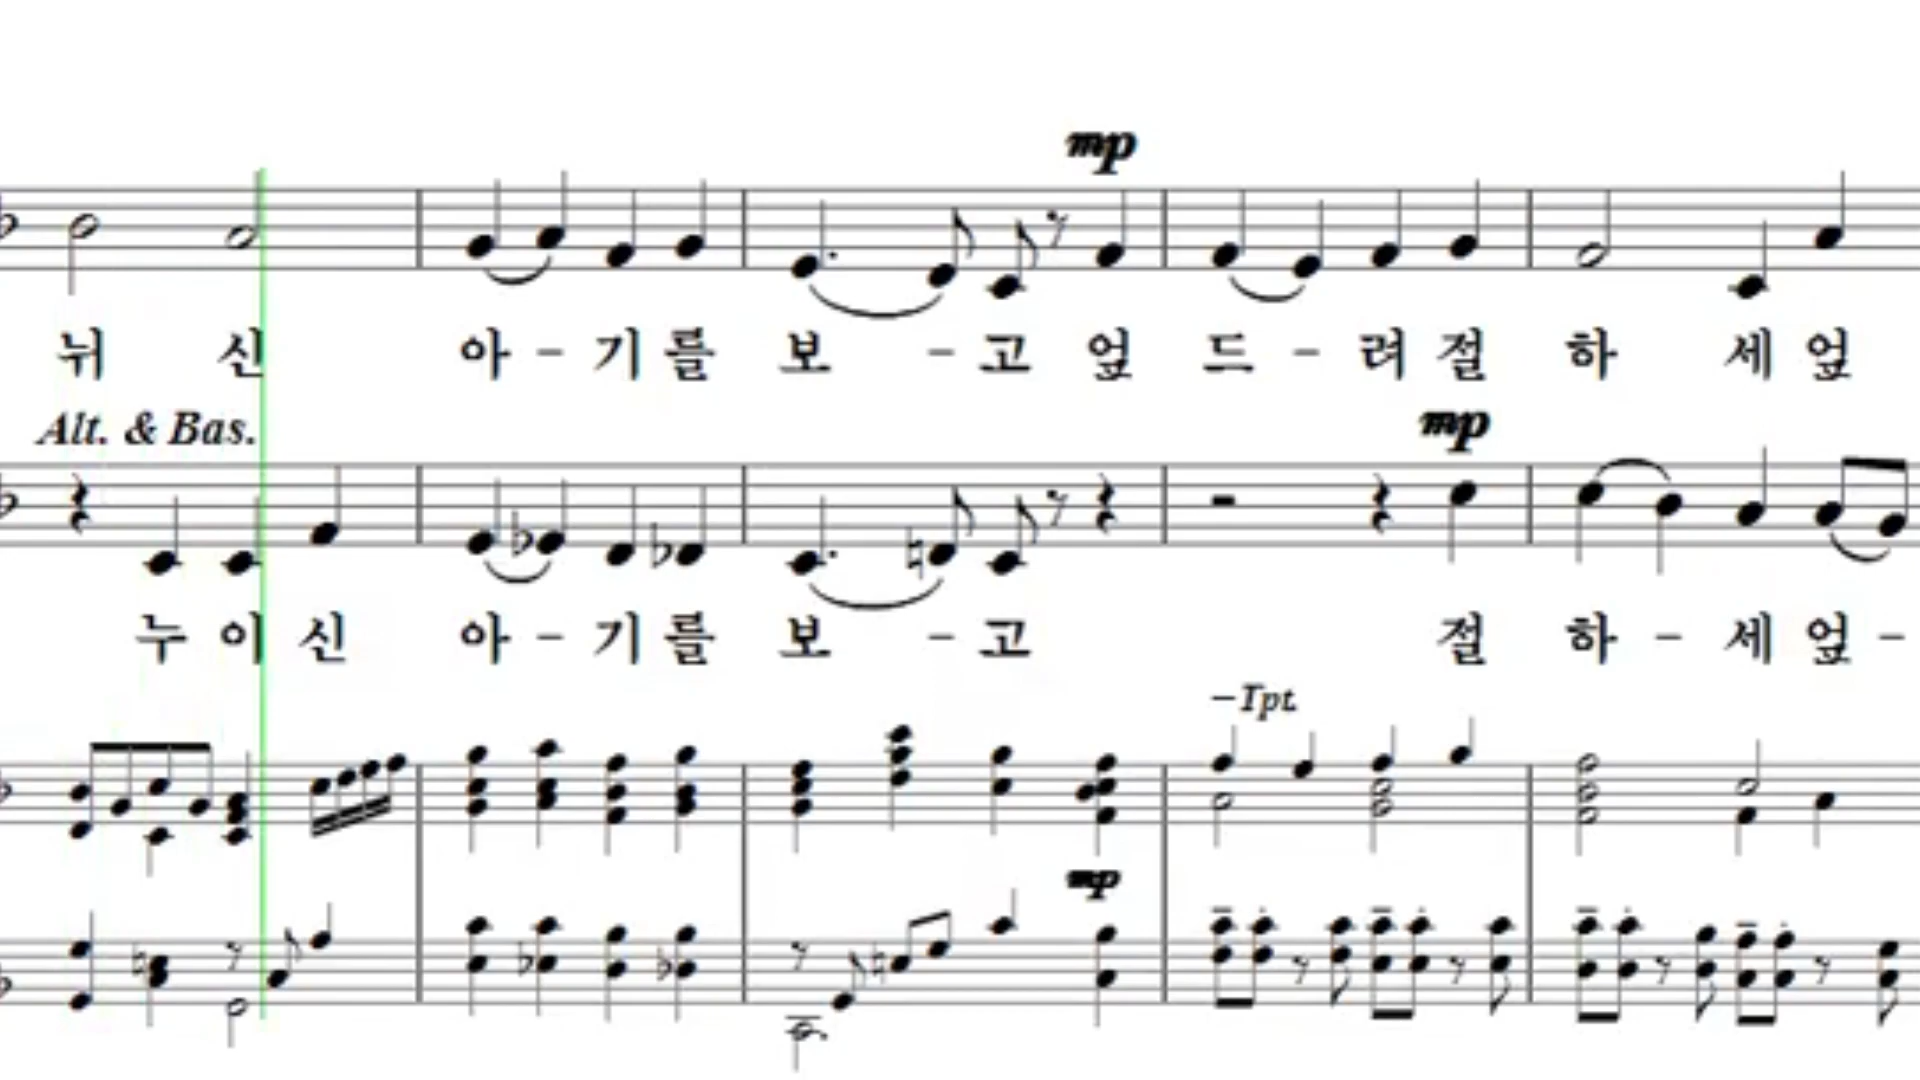 mp
뉘 신 아 - 기 를 보 - 고 엎 드 - 려 절 하 세 엎
Alt. & Bas.
mp
누 이 신 아 - 기 를 보 - 고 절 하 - 세 엎 -
-Tpt.
mp